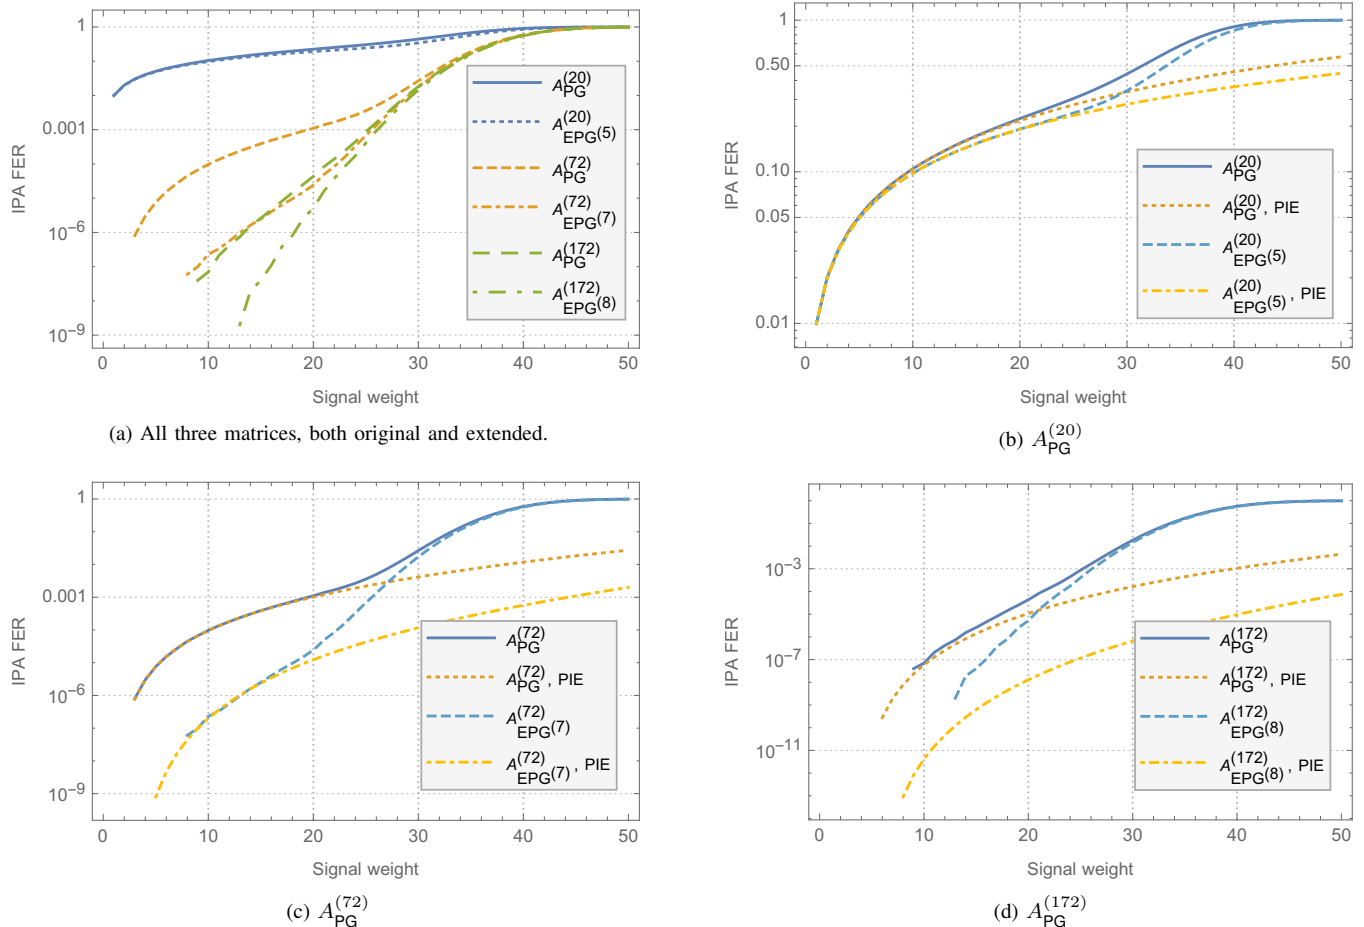 IPA FER
1
0.001
10^-6
10^-9
0 10 20 30 40 50
Signal weight
A_PG^(20)
A_EPG(5)^(20)
A_PG^(72)
A_EPG(7)^(72)
A_PG^(172)
A_EPG(8)^(172)
(a) All three matrices, both original and extended.
IPA FER
1
0.50
0.10
0.05
0.01
0 10 20 30 40 50
Signal weight
A_PG^(20)
A_PG^(20), PIE
A_EPG(5)^(20)
A_EPG(5)^(20), PIE
(b) A_PG^(20)
IPA FER
1
0.001
10^-6
10^-9
0 10 20 30 40 50
Signal weight
A_PG^(72)
A_PG^(72), PIE
A_EPG(7)^(72)
A_EPG(7)^(72), PIE
(c) A_PG^(72)
IPA FER
10^-3
10^-7
10^-11
0 10 20 30 40 50
Signal weight
A_PG^(172)
A_PG^(172), PIE
A_EPG(8)^(172)
A_EPG(8)^(172), PIE
(d) A_PG^(172)